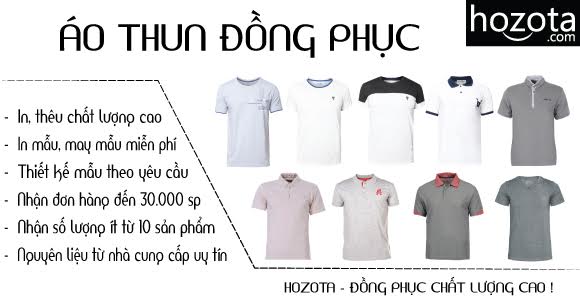 ÁO THUN ĐỒNG PHỤC
hozota
.com
- In, thêu chất lượng cao
- In mẫu, may mẫu miễn phí
- Thiết kế mẫu theo yêu cầu
- Nhận đơn hàng đến 30.000 sp
- Nhận số lượng ít từ 10 sản phẩm
- Nguyên liệu từ nhà cung cấp uy tín
HOZOTA - ĐỒNG PHỤC CHẤT LƯỢNG CAO !